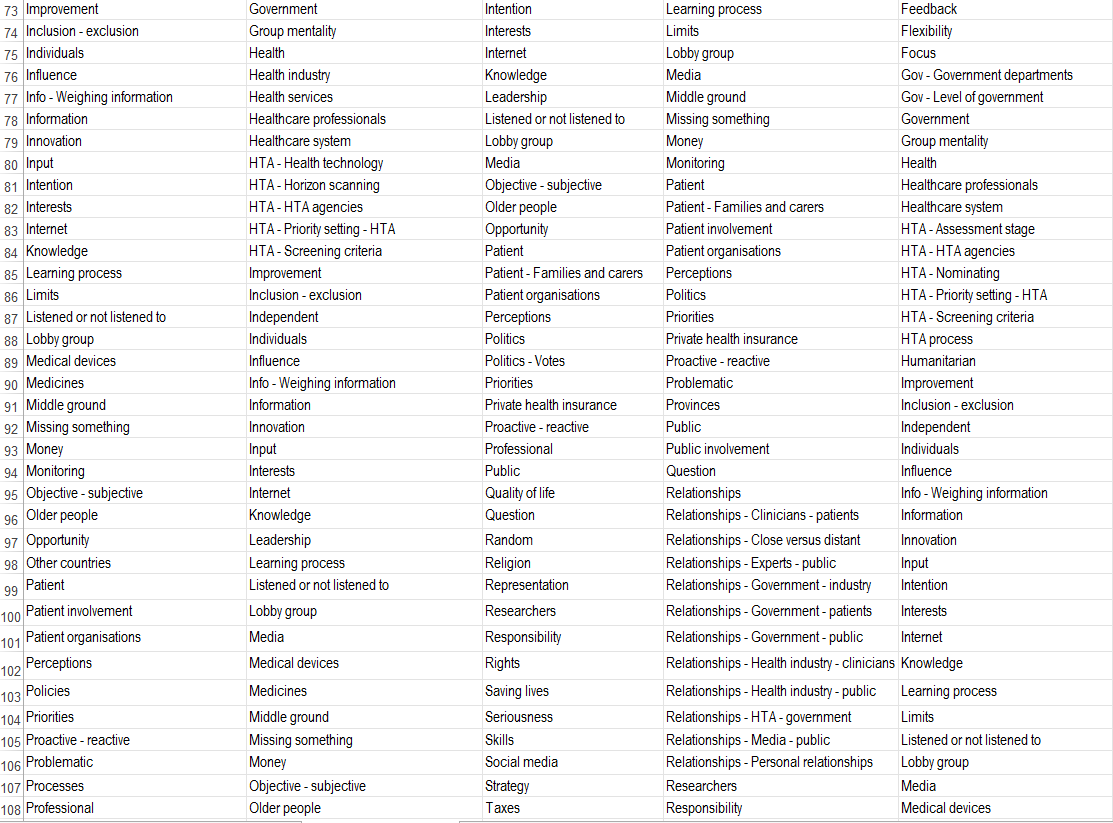 73 Improvement Government Intention Learning process Feedback
74 Inclusion - exclusion Group mentality Interests Limits Flexibility
75 Individuals Health Internet Lobby group Focus
76 Influence Health industry Knowledge Media Gov - Government departments
77 Info - Weighing information Health services Leadership Middle ground Gov - Level of government
78 Information Healthcare professionals Listened or not listened to Missing something Government
79 Innovation Healthcare system Lobby group Money Group mentality
80 Input HTA - Health technology Media Monitoring Health
81 Intention HTA - Horizon scanning Objective - subjective Patient Healthcare professionals
82 Interests HTA - HTA agencies Older people Patient - Families and carers Healthcare system
83 Internet HTA - Priority setting - HTA Opportunity Patient involvement HTA - Assessment stage
84 Knowledge HTA - Screening criteria Patient Patient organisations HTA - HTA agencies
85 Learning process Improvement Patient - Families and carers Perceptions HTA - Nominating
86 Limits Inclusion - exclusion Patient organisations Politics HTA - Priority setting - HTA
87 Listened or not listened to Independent Perceptions Priorities HTA - Screening criteria
88 Lobby group Individuals Politics Private health insurance HTA process
89 Medical devices Influence Politics - Votes Proactive - reactive Humanitarian
90 Medicines Info - Weighing information Priorities Problematic Improvement
91 Middle ground Information Private health insurance Provinces Inclusion - exclusion
92 Missing something Innovation Proactive - reactive Public Independent
93 Money Input Professional Public involvement Individuals
94 Monitoring Interests Public Question Influence
95 Objective - subjective Internet Quality of life Relationships Info - Weighing information
96 Older people Knowledge Question Relationships - Clinicians - patients Information
97 Opportunity Leadership Random Relationships - Close versus distant Innovation
98 Other countries Learning process Religion Relationships - Experts - public Input
99 Patient Listened or not listened to Representation Relationships - Government - industry Intention
100 Patient involvement Lobby group Researchers Relationships - Government - patients Interests
101 Patient organisations Media Responsibility Relationships - Government - public Internet
102 Perceptions Medical devices Rights Relationships - Health industry - clinicians Knowledge
103 Policies Medicines Saving lives Relationships - Health industry - public Learning process
104 Priorities Middle ground Seriousness Relationships - HTA - government Limits
105 Proactive - reactive Missing something Skills Relationships - Media - public Listened or not listened to
106 Problematic Money Social media Relationships - Personal relationships Lobby group
107 Processes Objective - subjective Strategy Researchers Media
108 Professional Older people Taxes Responsibility Medical devices